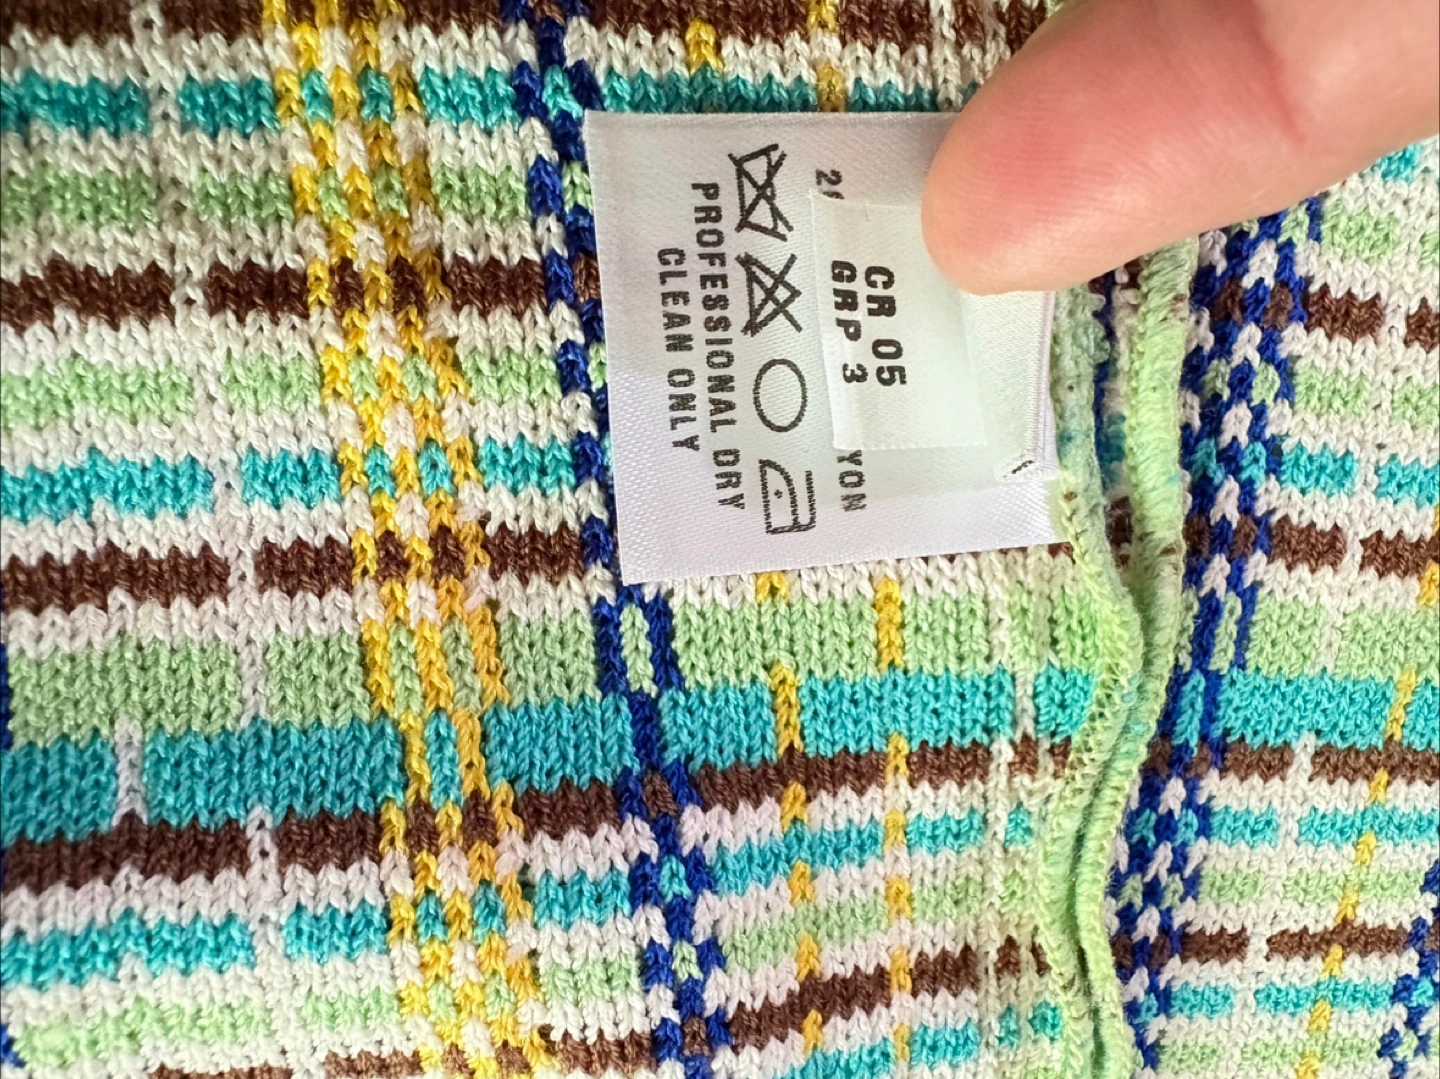 CR 05
GRP 3
YON
PROFESSIONAL DRY
CLEAN ONLY